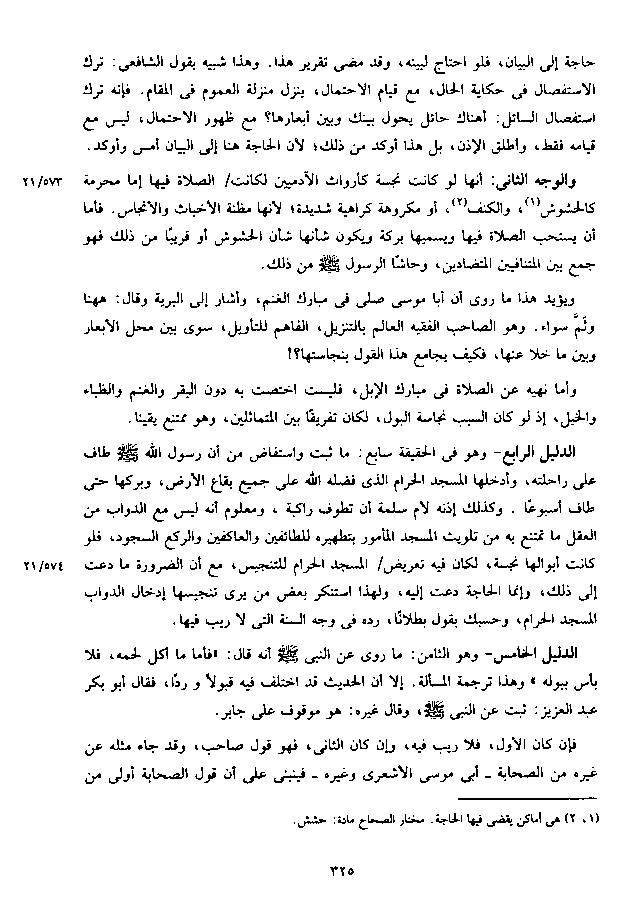 حاجة إلى البيان، فلو احتاج لبينه، وقد مضى تقرير هذا. وهذا شبيه بقول الشافعي: ترك
الاستفصال فى حكاية الحال، مع قيام الاحتمال، ينزل منزلة العموم فى المقام. فإنه ترك
استفصال السائل: أهناك حائل يحول بينك وبين أبعارها؟ مع ظهور الاحتمال، ليس مع
قيامه فقط، وأطلق الإذن، بل هذا أوكد من ذلك؛ لأن الحاجة هنا إلى البيان أمس وأوكد.
والوجه الثانى: أنها لو كانت نجسة كأرواث الآدميين لكانت/ الصلاة فيها إما محرمة ٢١/٥٧٣
كالحشوش(١)، والكنف(٢)، أو مكروهة كراهية شديدة؛ لأنها مظنة الأخباث والأنجاس. فأما
أن يستحب الصلاة فيها ويسميها بركة ويكون شأنها شأن الحشوش أو قريبًا من ذلك فهو
جمع بين المتنافيين المتضادين، وحاشا الرسول ﷺ من ذلك.
ويؤيد هذا ما روى أن أبا موسى صلى فى مبارك الغنم، وأشار إلى البرية وقال: ههنا
وثَمَّ سواء. وهو الصاحب الفقيه العالم بالتنزيل، الفاهم للتأويل، سوى بين محل الأبعار
وبين ما خلا عنها، فكيف يجامع هذا القول بنجاستها؟!
وأما نهيه عن الصلاة فى مبارك الإبل، فليست اختصت به دون البقر والغنم والظباء
والخيل، إذ لو كان السبب نجاسة البول، لكان تفريقًا بين المتماثلين، وهو ممتنع يقينا.
الدليل الرابع- وهو فى الحقيقة سابع: ما ثبت واستفاض من أن رسول الله ﷺ طاف
على راحلته، وأدخلها المسجد الحرام الذى فضله الله على جميع بقاع الأرض، وبركها حتى
طاف أسبوعًا. وكذلك إذنه لأم سلمة أن تطوف راكبة، ومعلوم أنه ليس مع الدواب من
العقل ما تمتنع به من تلويث المسجد المأمور بتطهيره للطائفين والعاكفين والركع السجود، فلو
كانت أبوالها نجسة، لكان فيه تعريض/ المسجد الحرام للتنجيس، مع أن الضرورة ما دعت ٢١/٥٧٤
إلى ذلك، وإنما الحاجة دعت إليه، ولهذا استنكر بعض من يرى تنجيسها إدخال الدواب
المسجد الحرام، وحسبك بقول بطلانًا، رده فى وجه السنة التى لا ريب فيها.
الدليل الخامس- وهو الثامن: ما روى عن النبى ﷺ أنه قال: «فأما ما أكل لحمه، فلا
بأس ببوله» وهذا ترجمة المسألة. إلا أن الحديث قد اختلف فيه قبولاً و ردًا، فقال أبو بكر
عبد العزيز: ثبت عن النبى ﷺ، وقال غيره: هو موقوف على جابر.
فإن كان الأول، فلا ريب فيه، وإن كان الثانى، فهو قول صاحب، وقد جاء مثله عن
غيره من الصحابة ـ أبي موسى الأشعرى وغيره ـ فينبنى على أن قول الصحابة أولى من
(١، ٢) هى أماكن يقضى فيها الحاجة. مختار الصحاح مادة: حشش.
٣٢٥